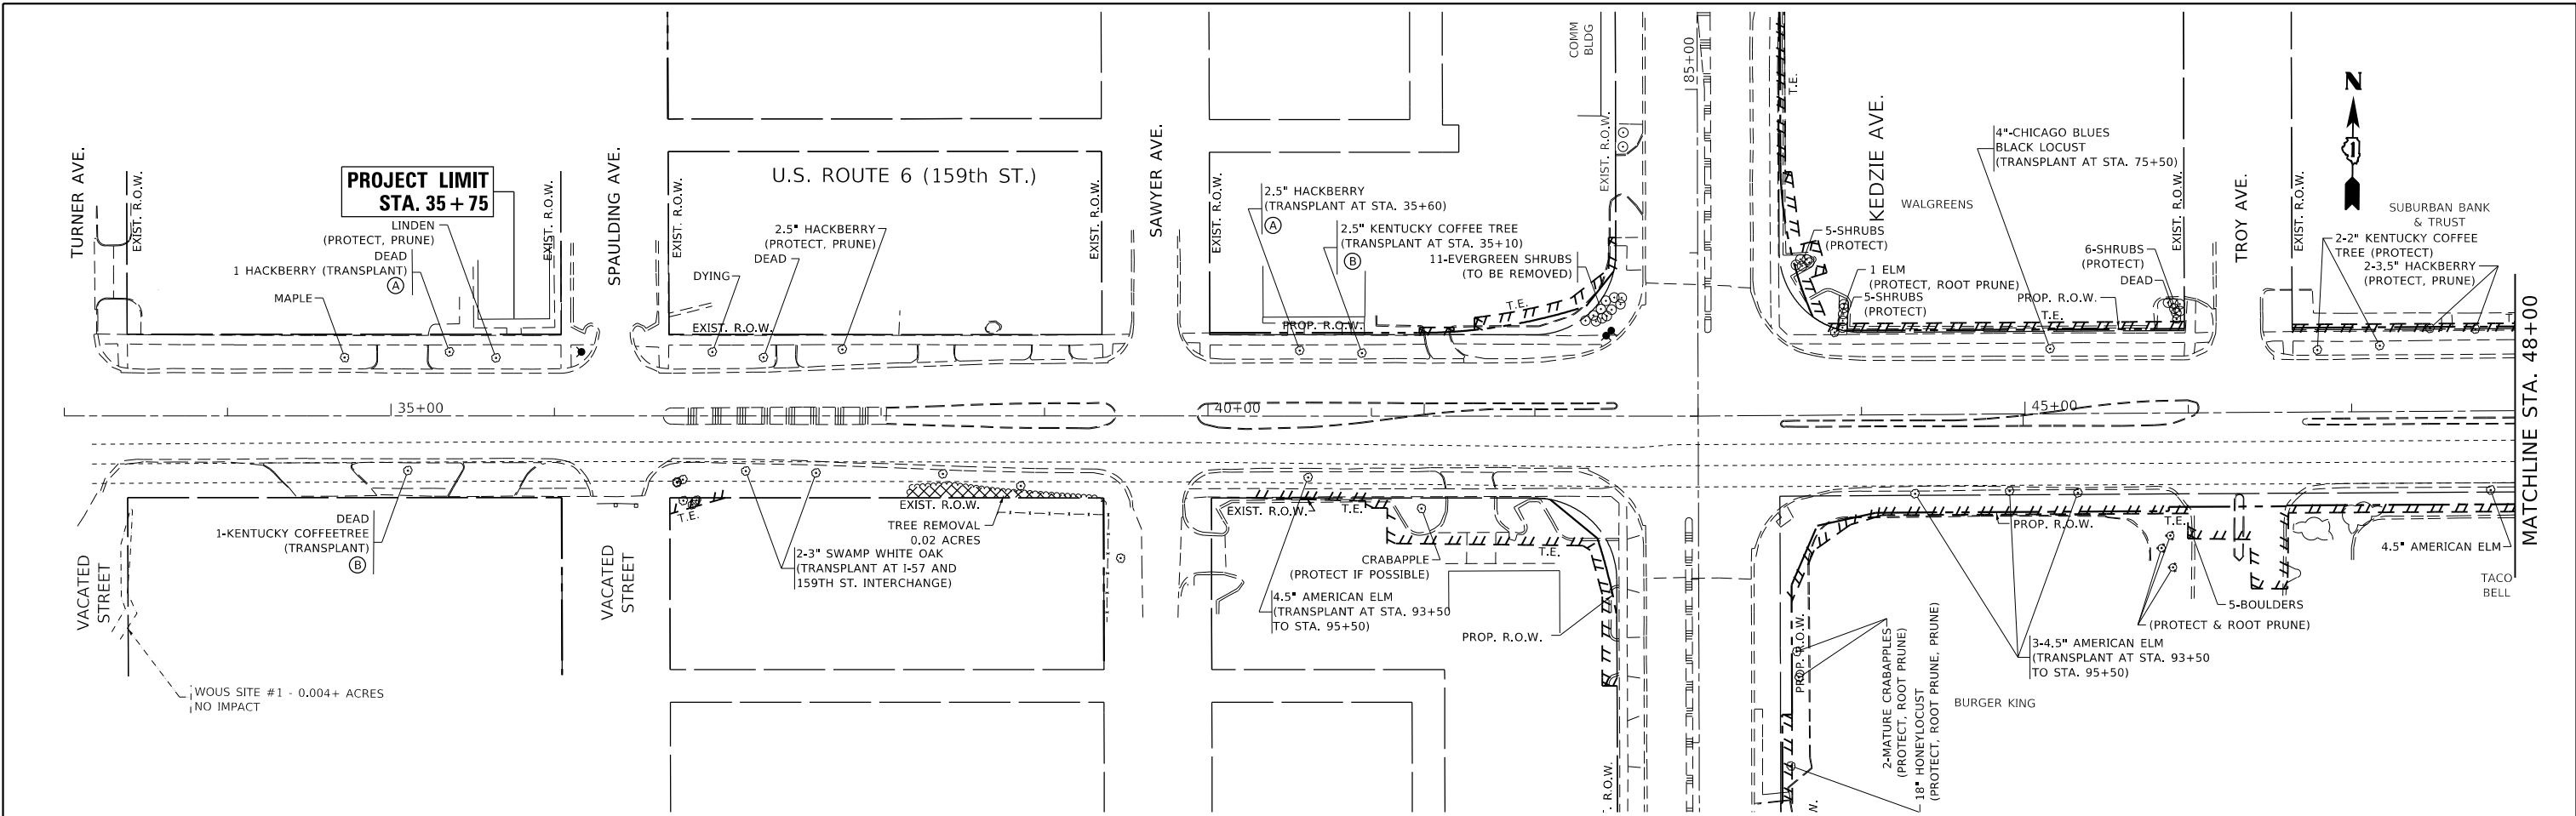 TURNER AVE.
EXIST. R.O.W.
PROJECT LIMIT
STA. 35+75
LINDEN
(PROTECT, PRUNE)
DEAD
1 HACKBERRY (TRANSPLANT)
A
MAPLE
EXIST. R.O.W.
SPAULDING AVE.
EXIST. R.O.W.
U.S. ROUTE 6 (159th ST.)
2.5" HACKBERRY
(PROTECT, PRUNE)
DEAD
DYING
EXIST. R.O.W.
EXIST. R.O.W.
SAWYER AVE.
EXIST. R.O.W.
2.5" HACKBERRY
(TRANSPLANT AT STA. 35+60)
A
2.5" KENTUCKY COFFEE TREE
(TRANSPLANT AT STA. 35+10)
B
11-EVERGREEN SHRUBS
(TO BE REMOVED)
T.E.
PROP. R.O.W.
COMM
BLDG
EXIST. R.O.W.
85+00
T.E.
KEDZIE AVE.
5-SHRUBS
(PROTECT)
1 ELM
(PROTECT, ROOT PRUNE)
5-SHRUBS
(PROTECT)
WALGREENS
4"-CHICAGO BLUES
BLACK LOCUST
(TRANSPLANT AT STA. 75+50)
6-SHRUBS
(PROTECT)
DEAD
PROP. R.O.W.
T.E.
EXIST. R.O.W.
TROY AVE.
EXIST. R.O.W.
N
1
SUBURBAN BANK
& TRUST
2-2" KENTUCKY COFFEE
TREE (PROTECT)
2-3.5" HACKBERRY
(PROTECT, PRUNE)
MATCHLINE STA. 48+00
35+00
40+00
45+00
VACATED
STREET
DEAD
1-KENTUCKY COFFEETREE
(TRANSPLANT)
B
WOUS SITE #1 - 0.004+ ACRES
NO IMPACT
VACATED
STREET
T.E.
EXIST. R.O.W.
TREE REMOVAL
0.02 ACRES
2-3" SWAMP WHITE OAK
(TRANSPLANT AT I-57 AND
159TH ST. INTERCHANGE)
EXIST. R.O.W.
T.E.
CRABAPPLE
(PROTECT IF POSSIBLE)
4.5" AMERICAN ELM
(TRANSPLANT AT STA. 93+50
TO STA. 95+50)
T.E.
PROP. R.O.W.
. R.O.W.
PROP. R.O.W.
W.
2-MATURE CRABAPPLES
(PROTECT, ROOT PRUNE)
18" HONEYLOCUST
(PROTECT, ROOT PRUNE, PRUNE)
BURGER KING
PROP. R.O.W.
T.E.
5-BOULDERS
(PROTECT & ROOT PRUNE)
3-4.5" AMERICAN ELM
(TRANSPLANT AT STA. 93+50
TO STA. 95+50)
4.5" AMERICAN ELM
TACO
BELL